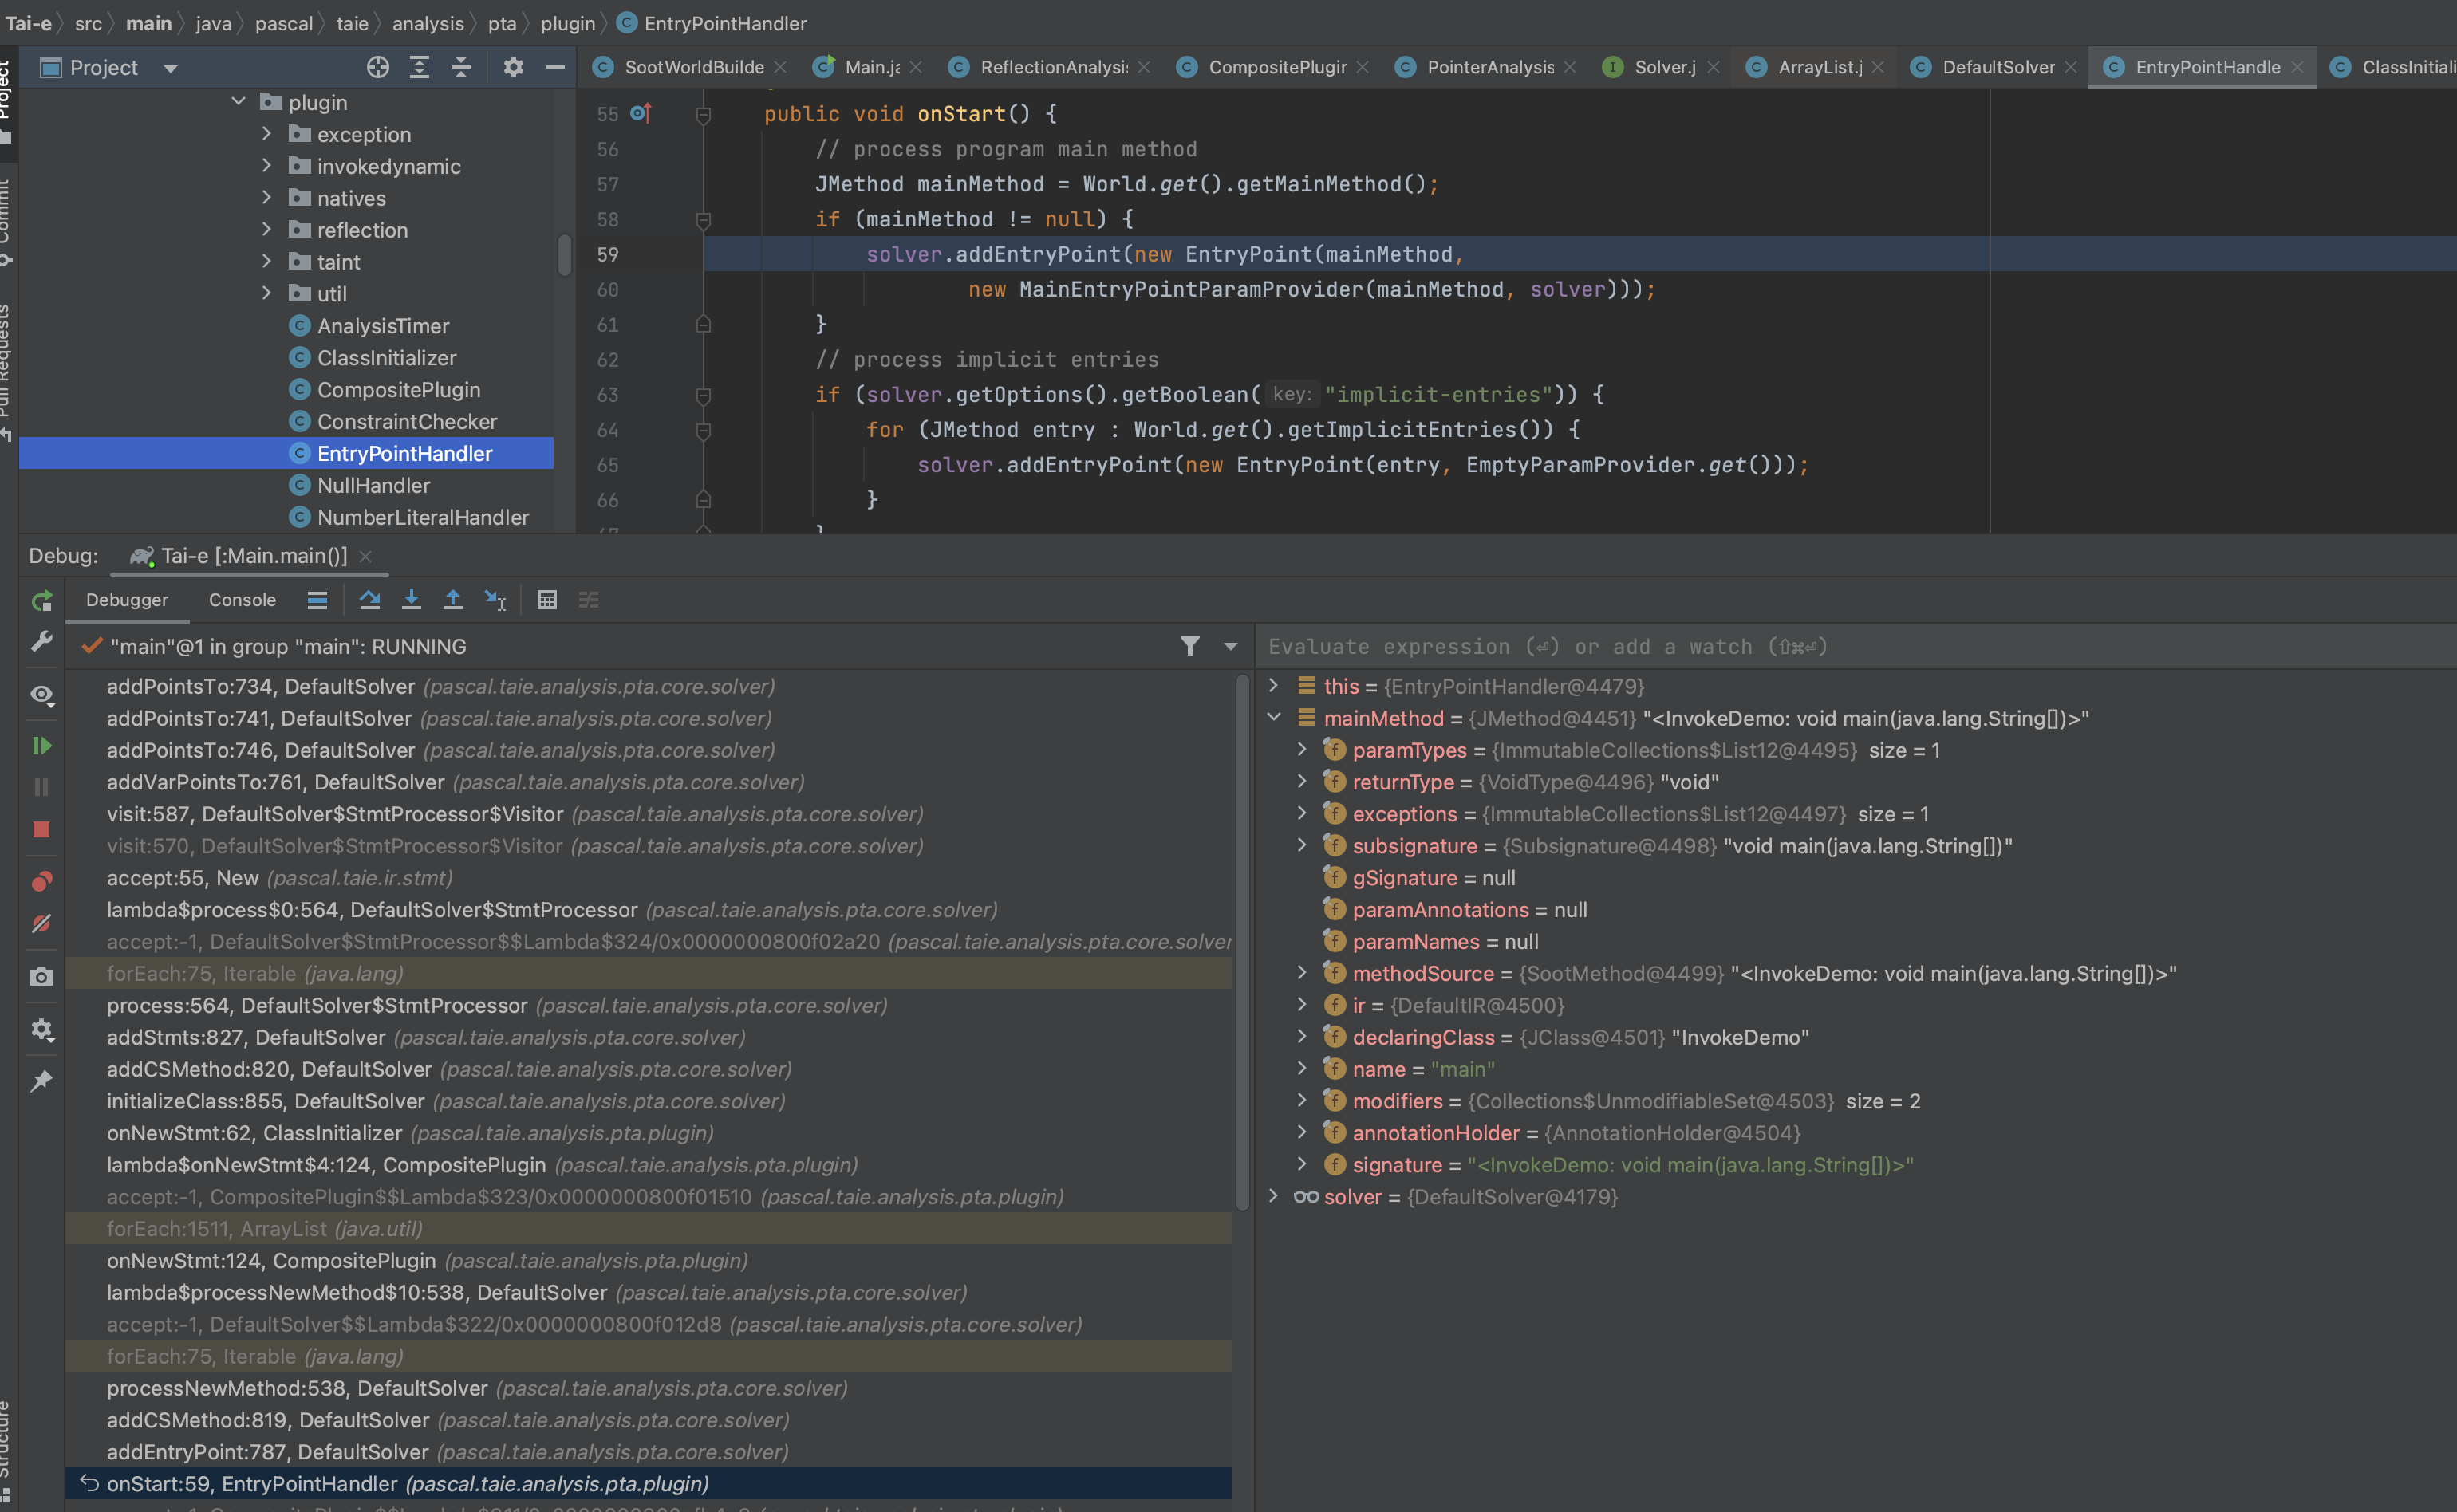 Tai-e src main java pascal taie analysis pta plugin EntryPointHandler
Project
SootWorldBuilde Main.ja ReflectionAnalysi CompositePlugin PointerAnalysis Solver.j ArrayList.j DefaultSolver EntryPointHandle ClassInitiali
Project
Commit
Pull Requests
Structure
plugin
exception
invokedynamic
natives
reflection
taint
util
AnalysisTimer
ClassInitializer
CompositePlugin
ConstraintChecker
EntryPointHandler
NullHandler
NumberLiteralHandler
55 public void onStart() {
56 // process program main method
57 JMethod mainMethod = World.get().getMainMethod();
58 if (mainMethod != null) {
59 solver.addEntryPoint(new EntryPoint(mainMethod,
60 new MainEntryPointParamProvider(mainMethod, solver)));
61 }
62 // process implicit entries
63 if (solver.getOptions().getBoolean( key: "implicit-entries")) {
64 for (JMethod entry : World.get().getImplicitEntries()) {
65 solver.addEntryPoint(new EntryPoint(entry, EmptyParamProvider.get()));
66 }
Debug: Tai-e [:Main.main()]
Debugger Console
"main"@1 in group "main": RUNNING
addPointsTo:734, DefaultSolver (pascal.taie.analysis.pta.core.solver)
addPointsTo:741, DefaultSolver (pascal.taie.analysis.pta.core.solver)
addPointsTo:746, DefaultSolver (pascal.taie.analysis.pta.core.solver)
addVarPointsTo:761, DefaultSolver (pascal.taie.analysis.pta.core.solver)
visit:587, DefaultSolver$StmtProcessor$Visitor (pascal.taie.analysis.pta.core.solver)
visit:570, DefaultSolver$StmtProcessor$Visitor (pascal.taie.analysis.pta.core.solver)
accept:55, New (pascal.taie.ir.stmt)
lambda$process$0:564, DefaultSolver$StmtProcessor (pascal.taie.analysis.pta.core.solver)
accept:-1, DefaultSolver$StmtProcessor$$Lambda$324/0x0000000800f02a20 (pascal.taie.analysis.pta.core.solver
forEach:75, Iterable (java.lang)
process:564, DefaultSolver$StmtProcessor (pascal.taie.analysis.pta.core.solver)
addStmts:827, DefaultSolver (pascal.taie.analysis.pta.core.solver)
addCSMethod:820, DefaultSolver (pascal.taie.analysis.pta.core.solver)
initializeClass:855, DefaultSolver (pascal.taie.analysis.pta.core.solver)
onNewStmt:62, ClassInitializer (pascal.taie.analysis.pta.plugin)
lambda$onNewStmt$4:124, CompositePlugin (pascal.taie.analysis.pta.plugin)
accept:-1, CompositePlugin$$Lambda$323/0x0000000800f01510 (pascal.taie.analysis.pta.plugin)
forEach:1511, ArrayList (java.util)
onNewStmt:124, CompositePlugin (pascal.taie.analysis.pta.plugin)
lambda$processNewMethod$10:538, DefaultSolver (pascal.taie.analysis.pta.core.solver)
accept:-1, DefaultSolver$$Lambda$322/0x0000000800f012d8 (pascal.taie.analysis.pta.core.solver)
forEach:75, Iterable (java.lang)
processNewMethod:538, DefaultSolver (pascal.taie.analysis.pta.core.solver)
addCSMethod:819, DefaultSolver (pascal.taie.analysis.pta.core.solver)
addEntryPoint:787, DefaultSolver (pascal.taie.analysis.pta.core.solver)
onStart:59, EntryPointHandler (pascal.taie.analysis.pta.plugin)
Evaluate expression (⏎) or add a watch (⇧⌘⏎)
this = {EntryPointHandler@4479}
mainMethod = {JMethod@4451} "<InvokeDemo: void main(java.lang.String[])>"
paramTypes = {ImmutableCollections$List12@4495} size = 1
returnType = {VoidType@4496} "void"
exceptions = {ImmutableCollections$List12@4497} size = 1
subsignature = {Subsignature@4498} "void main(java.lang.String[])"
gSignature = null
paramAnnotations = null
paramNames = null
methodSource = {SootMethod@4499} "<InvokeDemo: void main(java.lang.String[])>"
ir = {DefaultIR@4500}
declaringClass = {JClass@4501} "InvokeDemo"
name = "main"
modifiers = {Collections$UnmodifiableSet@4503} size = 2
annotationHolder = {AnnotationHolder@4504}
signature = "<InvokeDemo: void main(java.lang.String[])>"
solver = {DefaultSolver@4179}